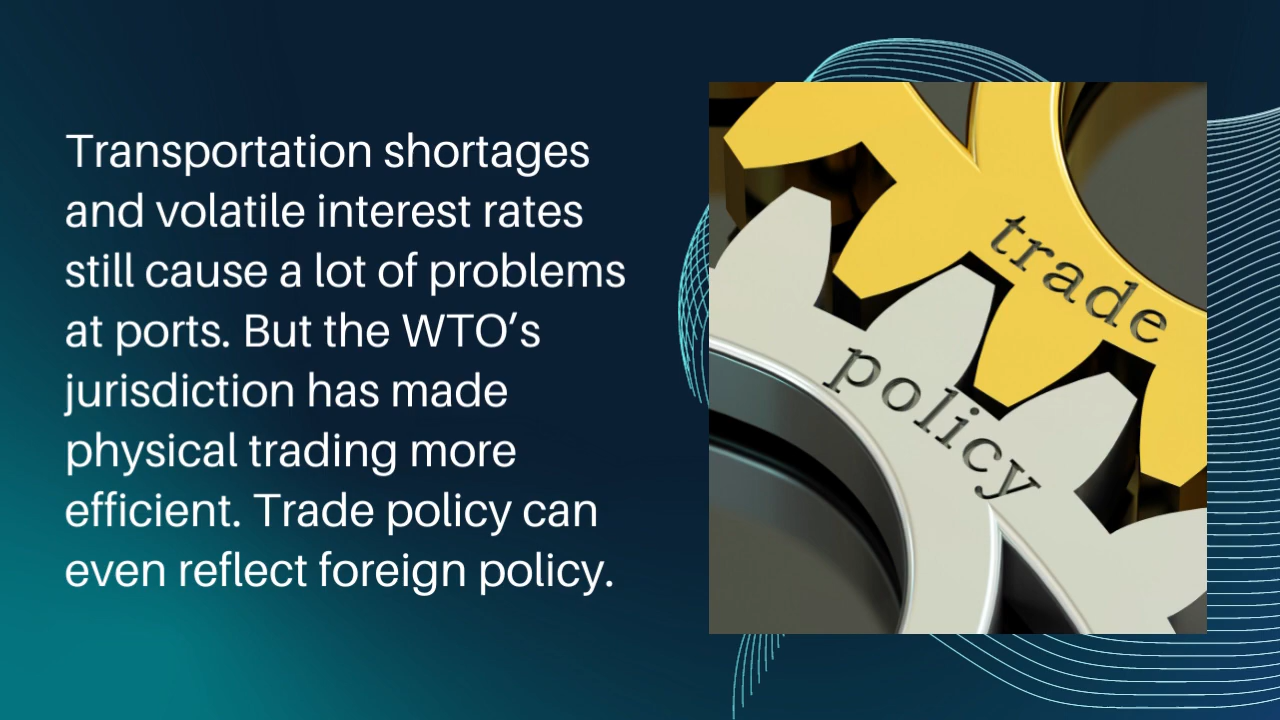 Transportation shortages
and volatile interest rates
still cause a lot of problems
at ports. But the WTO’s
jurisdiction has made
physical trading more
efficient. Trade policy can
even reflect foreign policy.
trade
policy